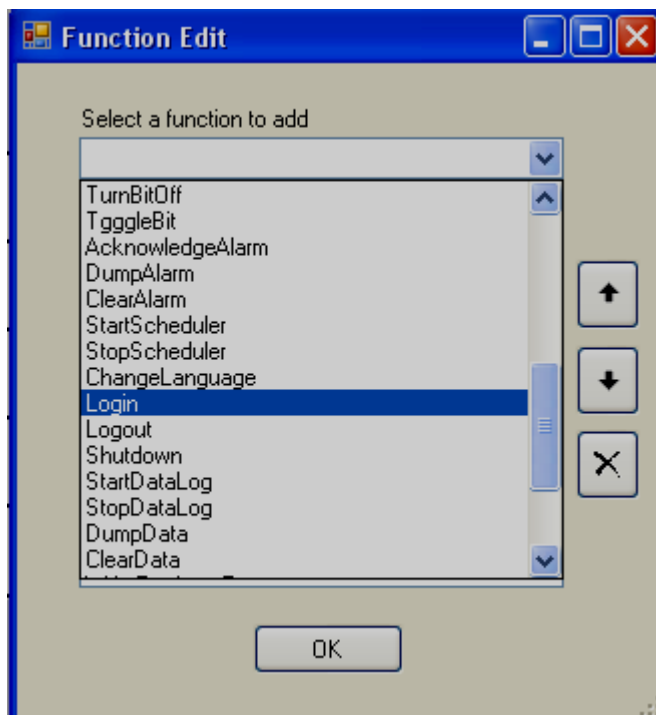 Function Edit
Select a function to add
TurnBitOff
TggleBit
AcknowledgeAlarm
DumpAlarm
ClearAlarm
StartScheduler
StopScheduler
ChangeLanguage
Login
Logout
Shutdown
StartDataLog
StopDataLog
DumpData
ClearData
OK